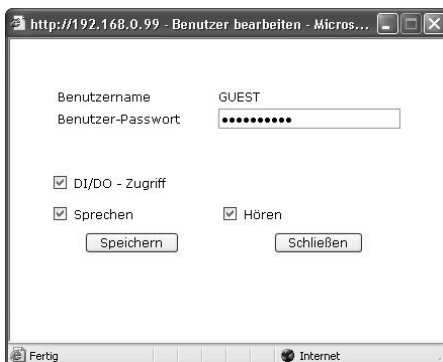 http://192.168.0.99 - Benutzer bearbeiten - Micros...
Benutzername GUEST
Benutzer-Passwort ••••••••••
DI/DO - Zugriff
Sprechen Hören
Speichern Schließen
Fertig Internet